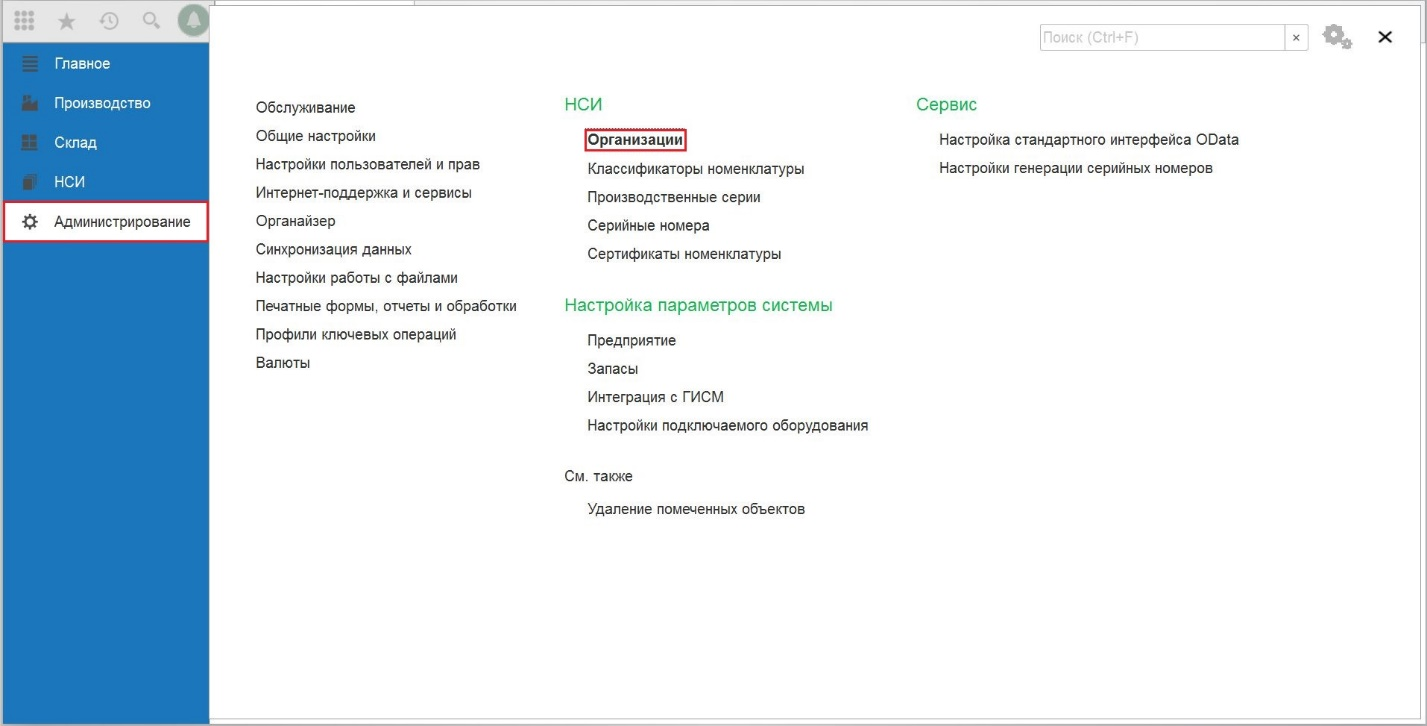 Поиск (Ctrl+F)
Главное
Производство
Склад
НСИ
Администрирование
Обслуживание
Общие настройки
Настройки пользователей и прав
Интернет-поддержка и сервисы
Органайзер
Синхронизация данных
Настройки работы с файлами
Печатные формы, отчеты и обработки
Профили ключевых операций
Валюты
НСИ
Организации
Классификаторы номенклатуры
Производственные серии
Серийные номера
Сертификаты номенклатуры
Настройка параметров системы
Предприятие
Запасы
Интеграция с ГИСМ
Настройки подключаемого оборудования
См. также
Удаление помеченных объектов
Сервис
Настройка стандартного интерфейса OData
Настройки генерации серийных номеров